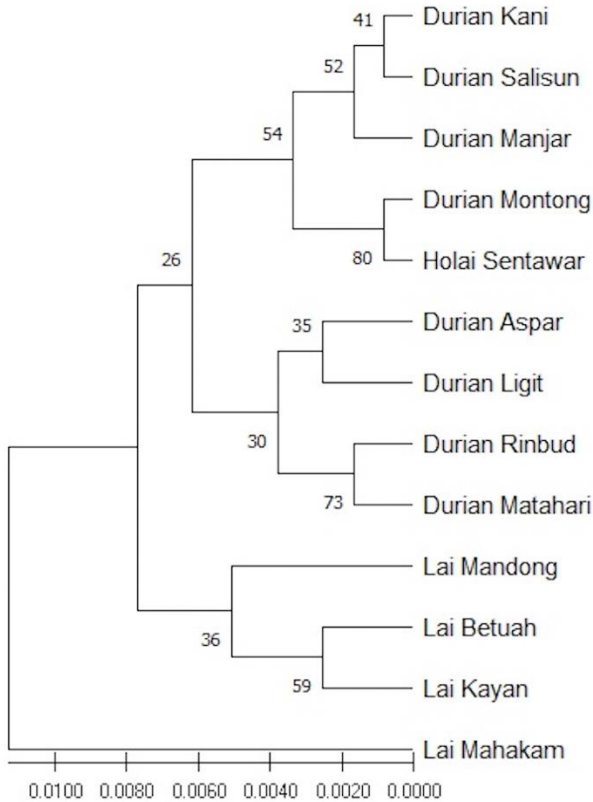 41
Durian Kani
52
Durian Salisun
54
Durian Manjar
Durian Montong
26
80
Holai Sentawar
35
Durian Aspar
Durian Ligit
30
Durian Rinbud
73
Durian Matahari
Lai Mandong
36
Lai Betuah
59
Lai Kayan
Lai Mahakam
0.0100 0.0080 0.0060 0.0040 0.0020 0.0000